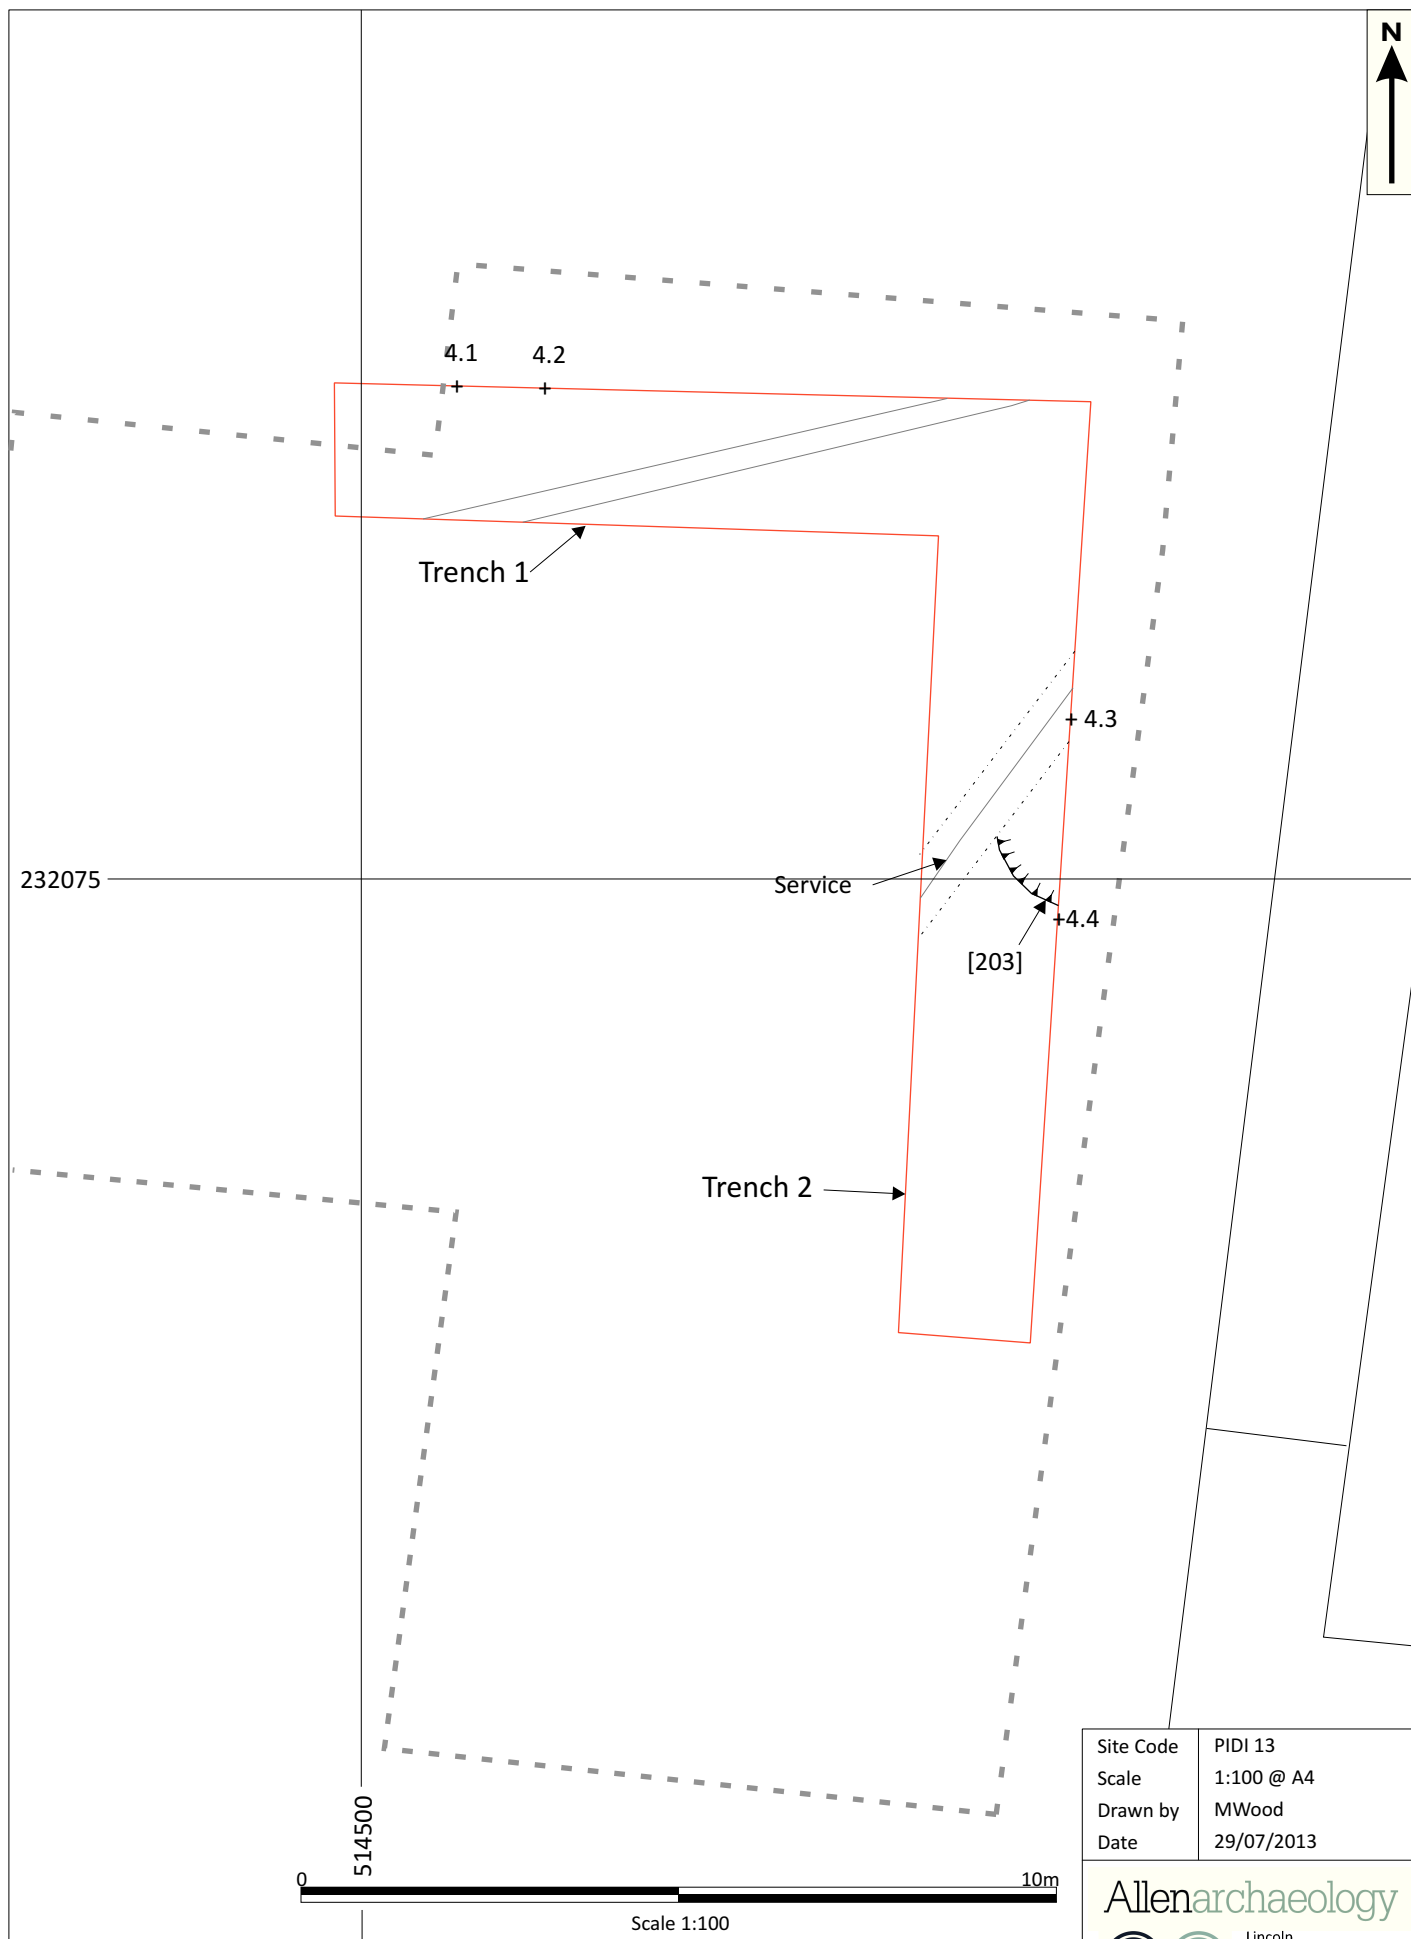 N
4.1
4.2
Trench 1
+ 4.3
232075
Service
+4.4
[203]
Trench 2
514500
0
10m
Scale 1:100
Site Code PIDI 13
Scale 1:100 @ A4
Drawn by MWood
Date 29/07/2013
Allenarchaeology
Lincoln